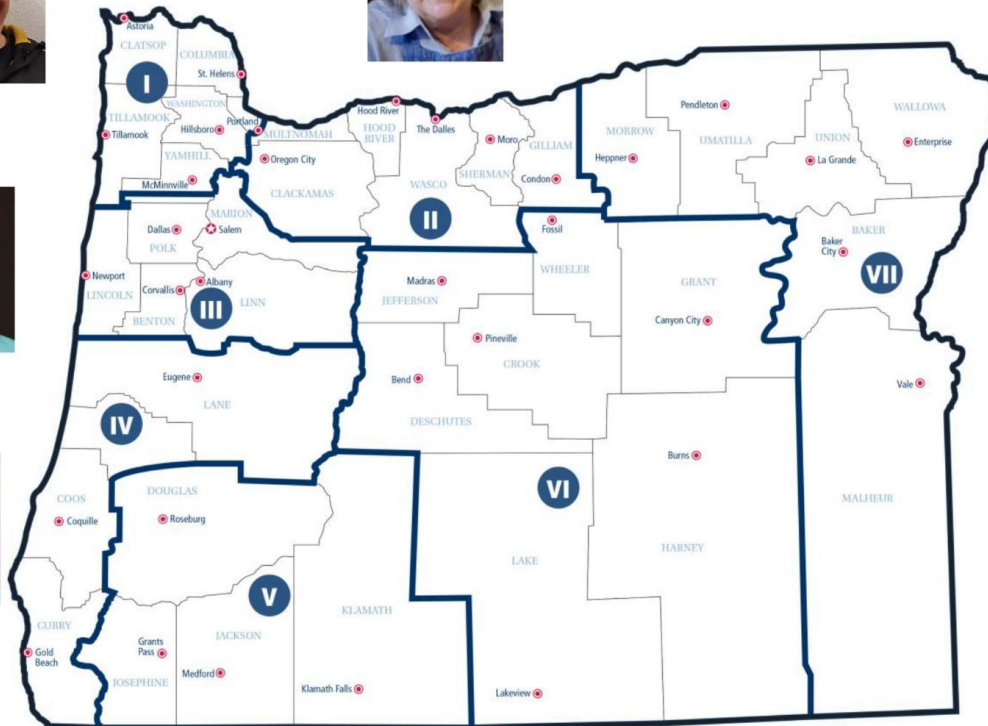 Astoria
CLATSOP
COLUMBIA
St. Helens
I
TILLAMOOK
WASHINGTON
Tillamook
Hillsboro
Portland
MULTNOMAH
Hood River
HOOD
RIVER
The Dalles
Moro
GILLIAM
SHERMAN
Condon
YAMHILL
McMinnville
Oregon City
CLACKAMAS
WASCO
II
MORROW
Heppner
Pendleton
UMATILLA
UNION
La Grande
WALLOWA
Enterprise
MARION
Dallas
Salem
POLK
Newport
LINCOLN
Corvallis
Albany
BENTON
III
LINN
Fossil
WHEELER
Madras
JEFFERSON
GRANT
Canyon City
BAKER
Baker
City
VII
Pineville
CROOK
Bend
DESCHUTES
Vale
Eugene
LANE
IV
Burns
VI
MALHEUR
COOS
Coquille
DOUGLAS
Roseburg
HARNEY
LAKE
V
KLAMATH
CURRY
Gold
Beach
Grants
Pass
JACKSON
Medford
JOSEPHINE
Klamath Falls
Lakeview